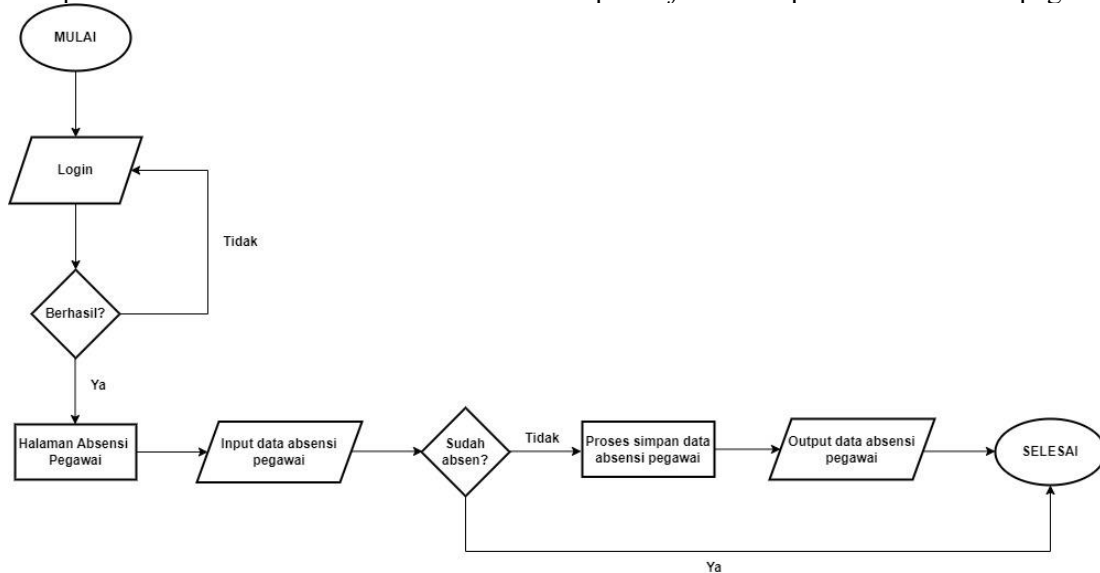 MULAI
Login
Tidak
Berhasil?
Ya
Halaman Absensi
Pegawai
Input data absensi
pegawai
Sudah
absen?
Tidak
Proses simpan data
absensi pegawai
Output data absensi
pegawai
SELESAI
Ya